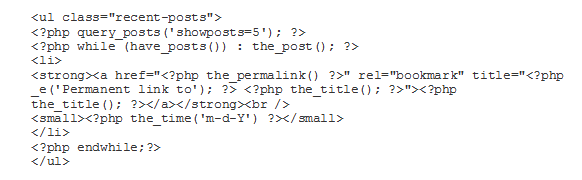 <ul class="recent-posts">
<?php query_posts('showposts=5'); ?>
<?php while (have_posts()) : the_post(); ?>
<li>
<strong><a href="<?php the_permalink() ?>" rel="bookmark" title="<?php
_e('Permanent link to'); ?> <?php the_title(); ?>"><?php
the_title(); ?></a></strong><br />
<small><?php the_time('m-d-Y') ?></small>
</li>
<?php endwhile;?>
</ul>